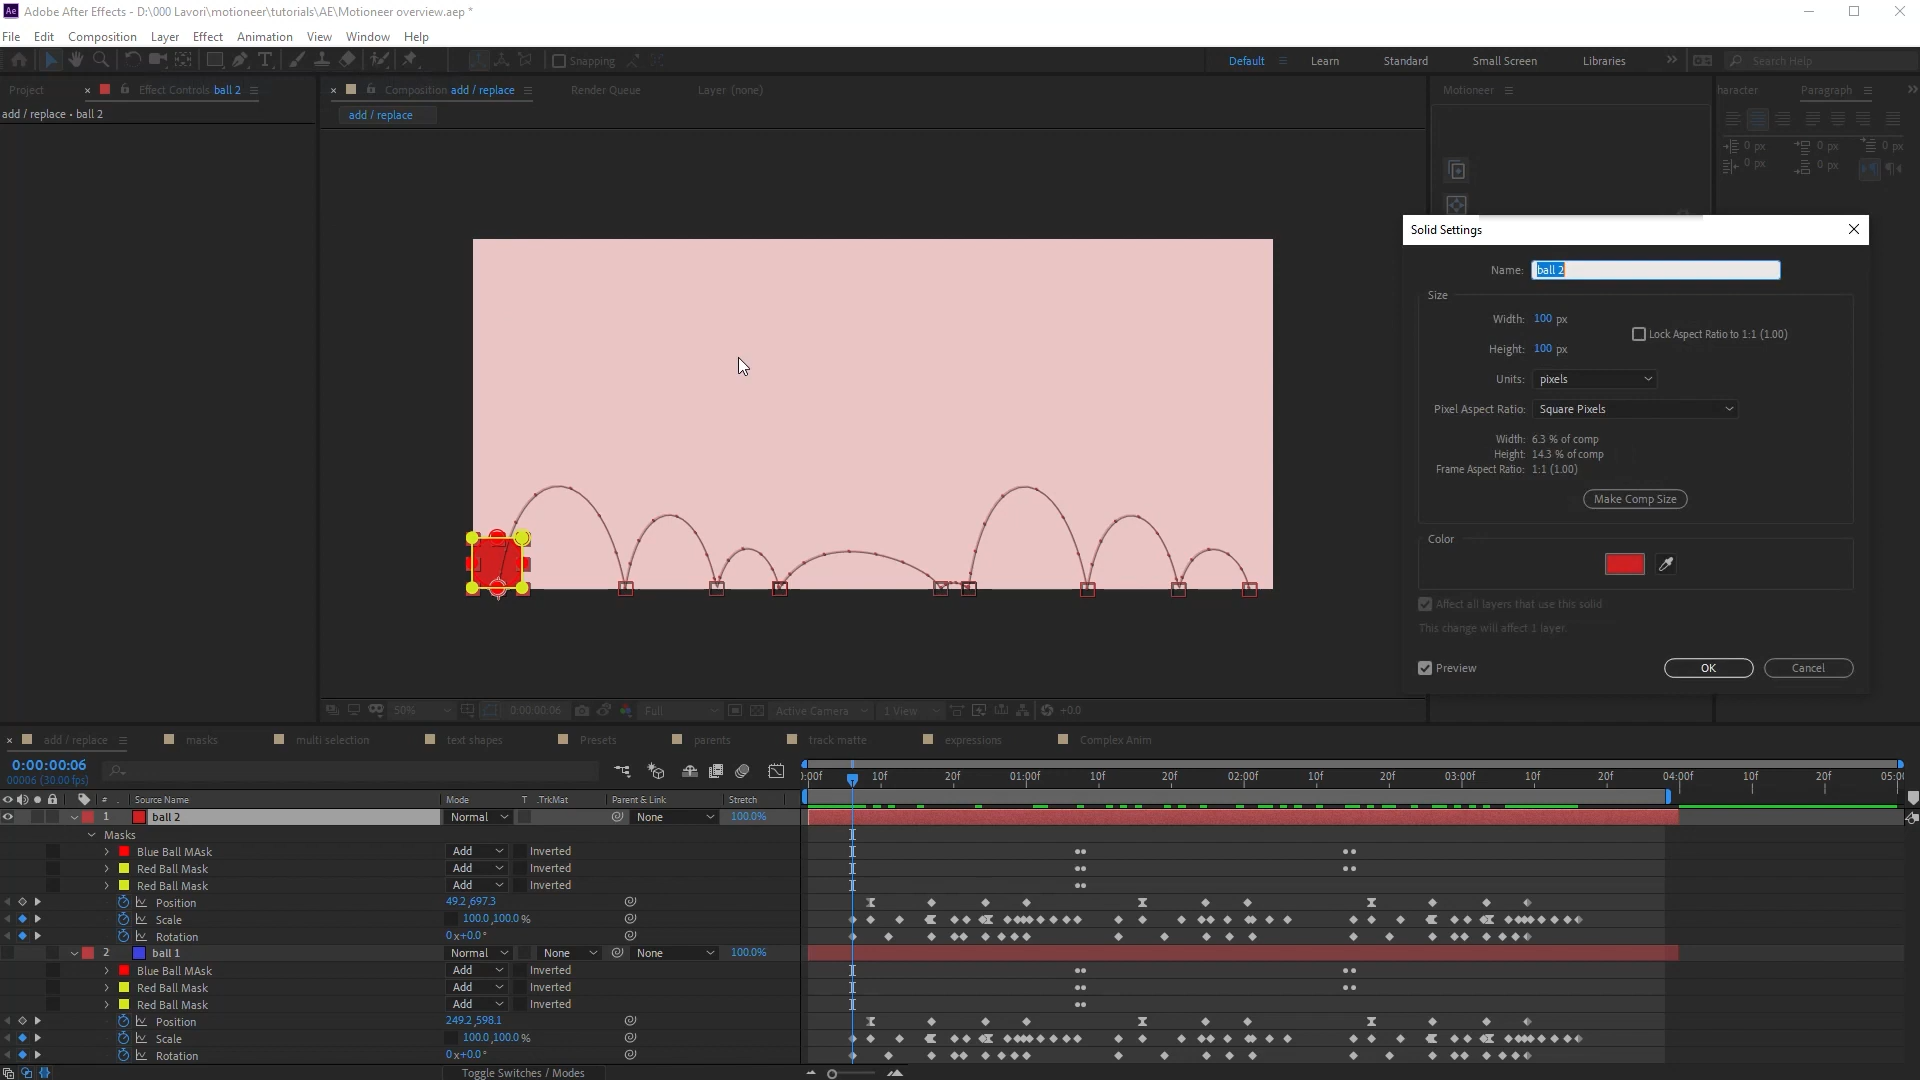 Ae Adobe After Effects - D:\000 Lavori\motioneer\tutorials\AE\Motioneer overview.aep *
File Edit Composition Layer Effect Animation View Window Help
Snapping Default Learn Standard Small Screen Libraries Search Help
Project Effect Controls ball 2 Composition add / replace Render Queue Layer (none) Motioneer haracter Paragraph
add / replace • ball 2 add / replace
0 px 0 px 0 px
0 px 0 px
Solid Settings
Name: ball 2
Size
Width: 100 px
Lock Aspect Ratio to 1:1 (1.00)
Height: 100 px
Units: pixels
Pixel Aspect Ratio: Square Pixels
Width: 6.3 % of comp
Height: 14.3 % of comp
Frame Aspect Ratio: 1:1 (1.00)
Make Comp Size
Color
Affect all layers that use this solid
This change will affect 1 layer.
Preview OK Cancel
50% 0:00:00:06 Full Active Camera 1 View +0.0
add / replace masks multi selection text shapes Presets parents track matte expressions Complex Anim
0:00:00:06
00006 (30.00 fps)
):00f 10f 20f 01:00f 10f 20f 02:00f 10f 20f 03:00f 10f 20f 04:00f 10f 20f 05:00
# . Source Name Mode T .TrkMat Parent & Link Stretch
1 ball 2 Normal None 100.0%
Masks
Blue Ball MAsk Add Inverted
Red Ball Mask Add Inverted
Red Ball Mask Add Inverted
Position 49.2,697.3
Scale 100.0,100.0%
Rotation 0x+0.0°
2 ball 1 Normal None None 100.0%
Blue Ball MAsk Add Inverted
Red Ball Mask Add Inverted
Red Ball Mask Add Inverted
Position 249.2,598.1
Scale 100.0,100.0%
Rotation 0x+0.0°
Toggle Switches / Modes